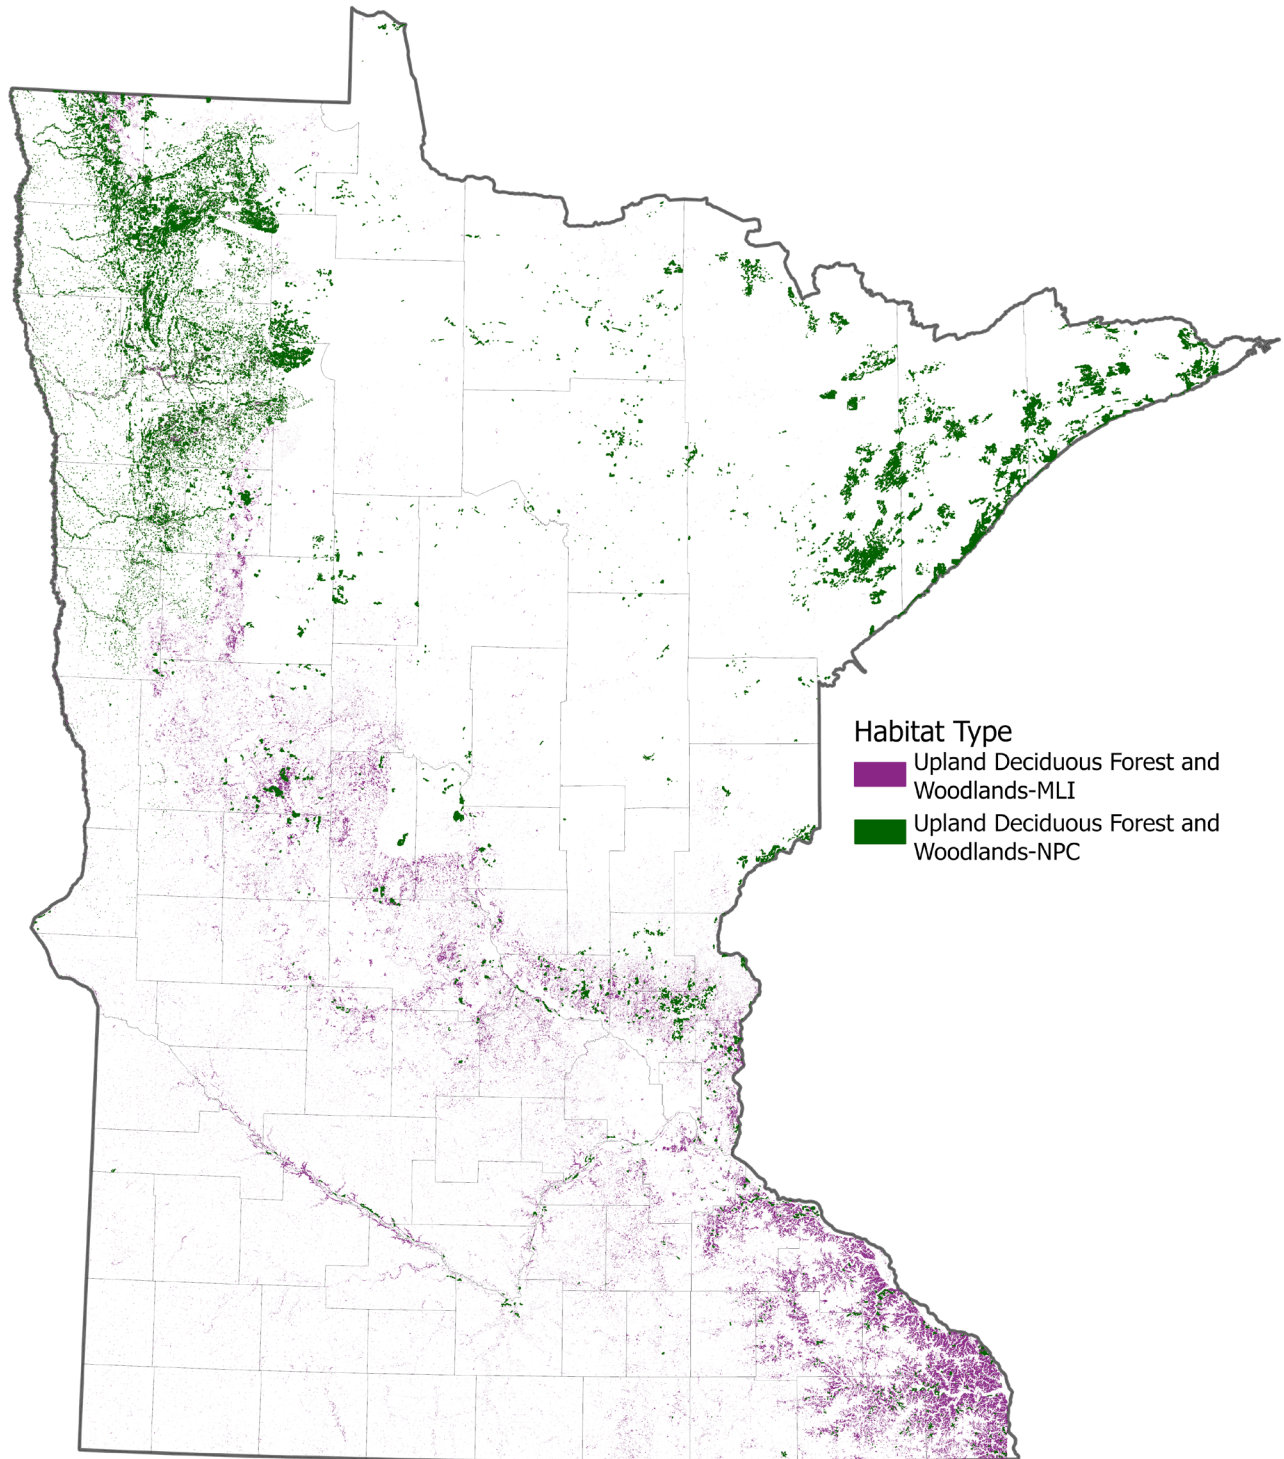 Habitat Type
Upland Deciduous Forest and
Woodlands-MLI
Upland Deciduous Forest and
Woodlands-NPC